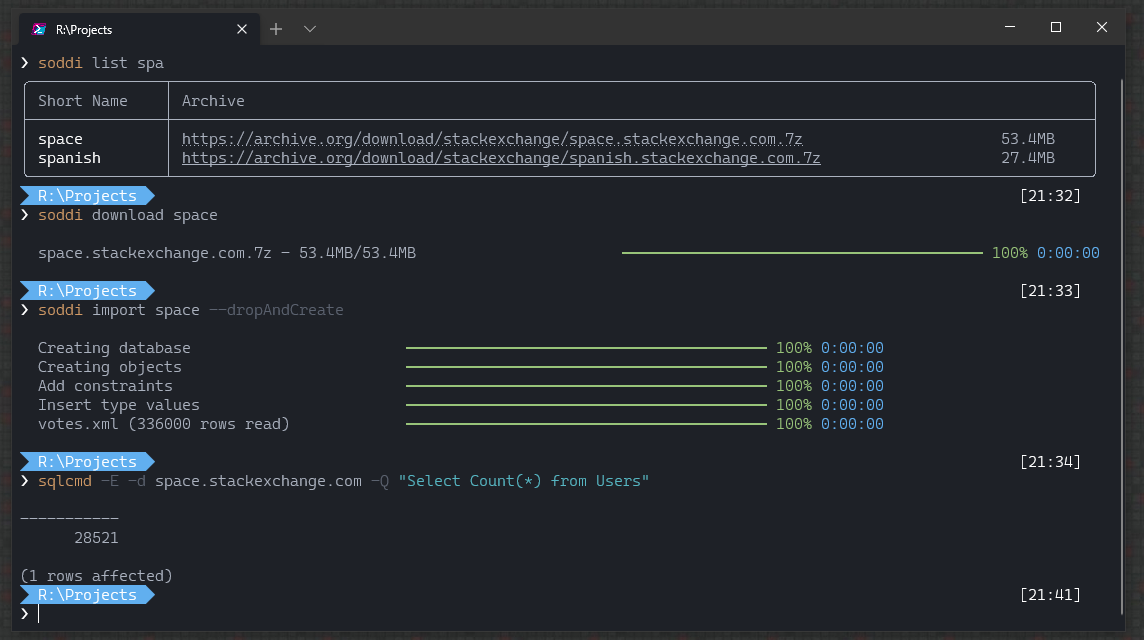 R:\Projects
❯ soddi list spa
Short Name Archive
space https://archive.org/download/stackexchange/space.stackexchange.com.7z 53.4MB
spanish https://archive.org/download/stackexchange/spanish.stackexchange.com.7z 27.4MB
R:\Projects [21:32]
❯ soddi download space
space.stackexchange.com.7z - 53.4MB/53.4MB 100% 0:00:00
R:\Projects [21:33]
❯ soddi import space --dropAndCreate
Creating database 100% 0:00:00
Creating objects 100% 0:00:00
Add constraints 100% 0:00:00
Insert type values 100% 0:00:00
votes.xml (336000 rows read) 100% 0:00:00
R:\Projects [21:34]
❯ sqlcmd -E -d space.stackexchange.com -Q "Select Count(*) from Users"
-----------
28521
(1 rows affected)
R:\Projects [21:41]
❯